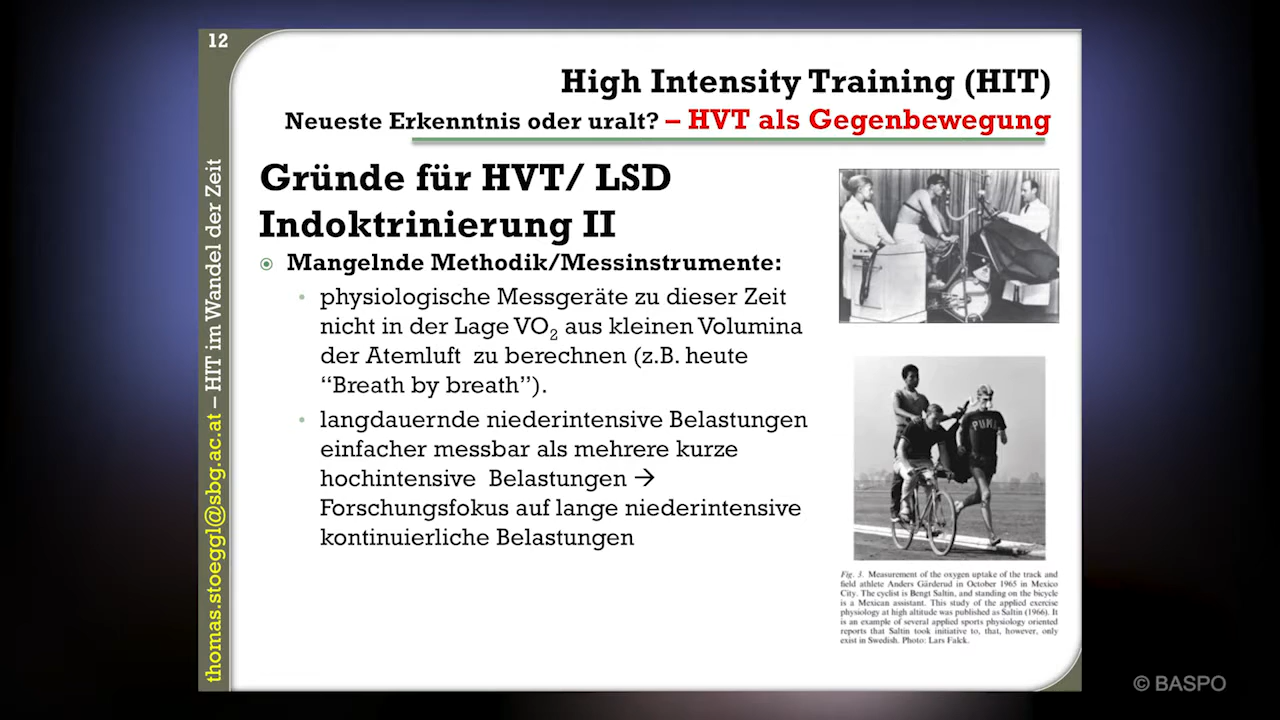 12
High Intensity Training (HIT)
Neueste Erkenntnis oder uralt? – HVT als Gegenbewegung
Gründe für HVT/ LSD
Indoktrinierung II
Mangelnde Methodik/Messinstrumente:
physiologische Messgeräte zu dieser Zeit
nicht in der Lage VO₂ aus kleinen Volumina
der Atemluft zu berechnen (z.B. heute
“Breath by breath”).
langdauernde niederintensive Belastungen
einfacher messbar als mehrere kurze
hochintensive Belastungen →
Forschungsfokus auf lange niederintensive
kontinuierliche Belastungen
PUMA
Fig. 3. Measurement of the oxygen uptake of the track and
field athlete Anders Gärderud in October 1965 in Mexico
City. The cyclist is Bengt Saltin, and standing on the bicycle
is a Mexican assistant. This study of the applied exercise
physiology at high altitude was published as Saltin (1966). It
is an example of several applied sports physiology oriented
reports that Saltin took initiative to, that, however, only
exist in Swedish. Photo: Lars Falck.
thomas.stoeggl@sbg.ac.at – HIT im Wandel der Zeit
© BASPO